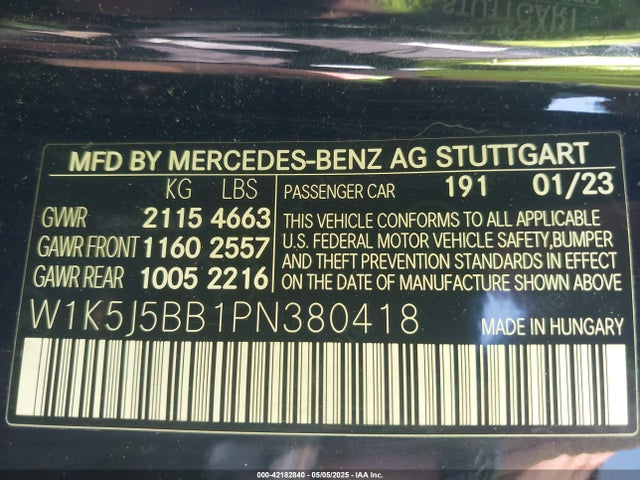 STUTTGART
MFD BY MERCEDES-BENZ AG STUTTGART
KG LBS
GVWR 2115 4663
GAWR FRONT 1160 2557
GAWR REAR 1005 2216
PASSENGER CAR 191 01/23
THIS VEHICLE CONFORMS TO ALL APPLICABLE
U.S. FEDERAL MOTOR VEHICLE SAFETY,BUMPER
AND THEFT PREVENTION STANDARDS IN EFFECT
ON THE DATE OF MANUFACTURE SHOWN ABOVE.
W1K5J5BB1PN380418 MADE IN HUNGARY
000-42182840 - 05/05/2025 - IAA Inc.